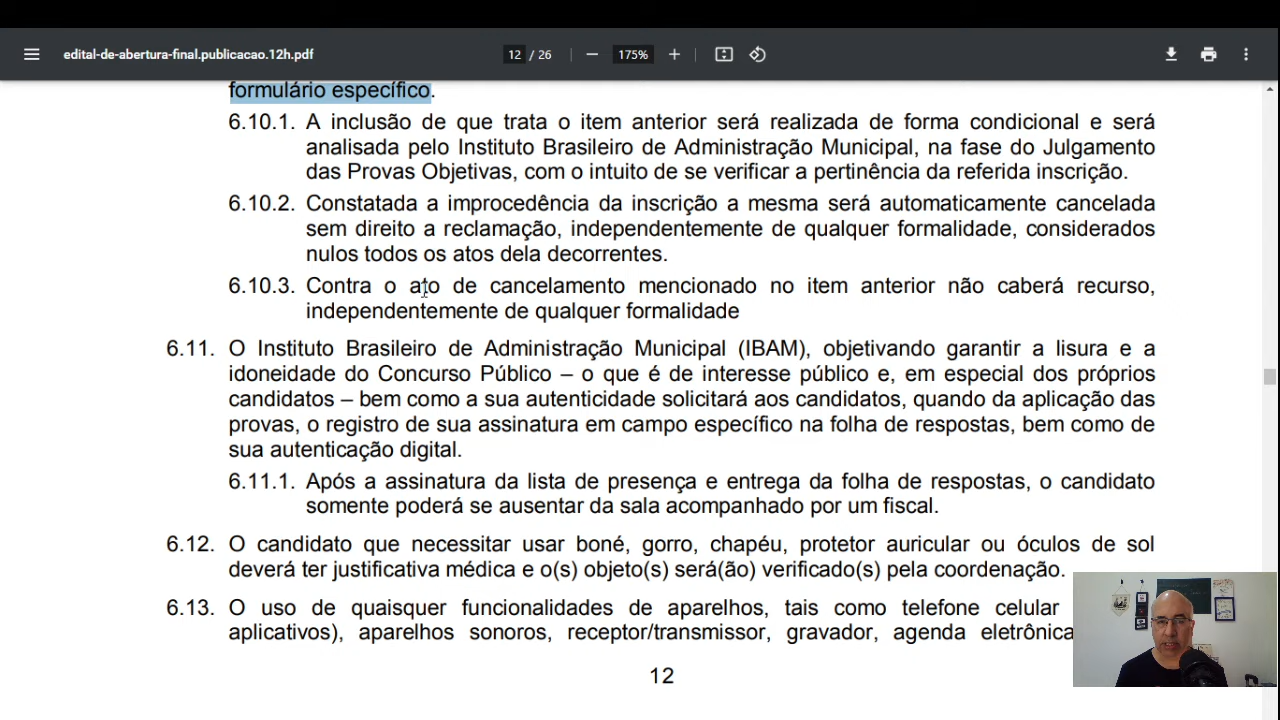 edital-de-abertura-final.publicacao.12h.pdf
12 / 26
175%
formulário específico.
6.10.1. A inclusão de que trata o item anterior será realizada de forma condicional e será
analisada pelo Instituto Brasileiro de Administração Municipal, na fase do Julgamento
das Provas Objetivas, com o intuito de se verificar a pertinência da referida inscrição.
6.10.2. Constatada a improcedência da inscrição a mesma será automaticamente cancelada
sem direito a reclamação, independentemente de qualquer formalidade, considerados
nulos todos os atos dela decorrentes.
6.10.3. Contra o ato de cancelamento mencionado no item anterior não caberá recurso,
independentemente de qualquer formalidade
6.11. O Instituto Brasileiro de Administração Municipal (IBAM), objetivando garantir a lisura e a
idoneidade do Concurso Público – o que é de interesse público e, em especial dos próprios
candidatos – bem como a sua autenticidade solicitará aos candidatos, quando da aplicação das
provas, o registro de sua assinatura em campo específico na folha de respostas, bem como de
sua autenticação digital.
6.11.1. Após a assinatura da lista de presença e entrega da folha de respostas, o candidato
somente poderá se ausentar da sala acompanhado por um fiscal.
6.12. O candidato que necessitar usar boné, gorro, chapéu, protetor auricular ou óculos de sol
deverá ter justificativa médica e o(s) objeto(s) será(ão) verificado(s) pela coordenação.
6.13. O uso de quaisquer funcionalidades de aparelhos, tais como telefone celular
aplicativos), aparelhos sonoros, receptor/transmissor, gravador, agenda eletrônica
12